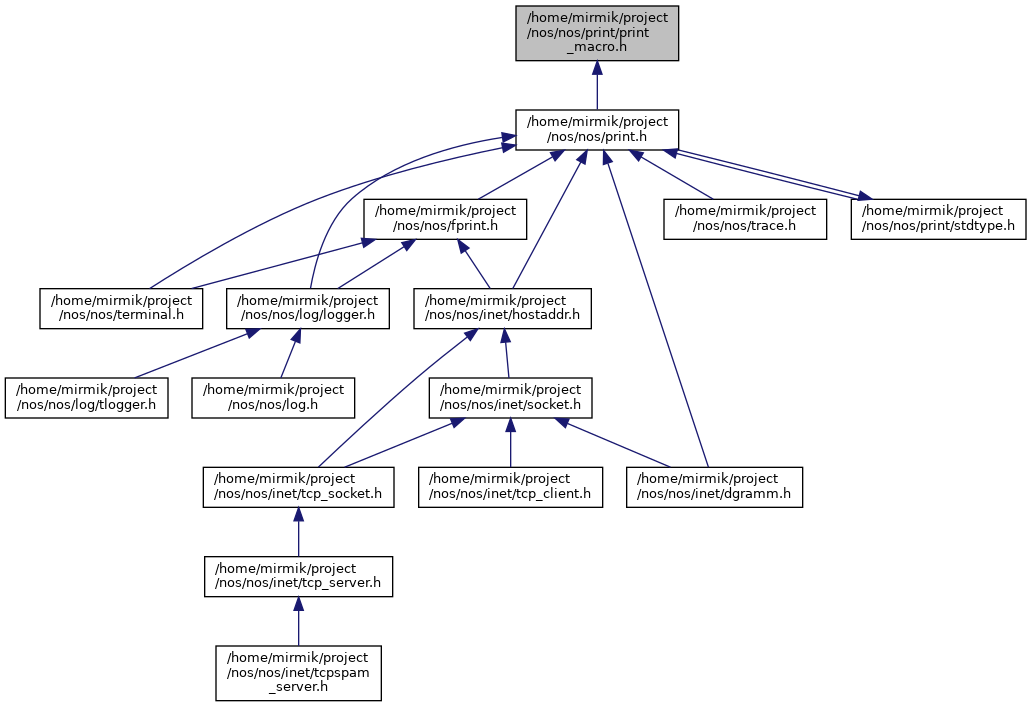 /home/mirmik/project
/nos/nos/print/print
_macro.h
/home/mirmik/project
/nos/nos/print.h
/home/mirmik/project
/nos/nos/fprint.h
/home/mirmik/project
/nos/nos/trace.h
/home/mirmik/project
/nos/nos/print/stdtype.h
/home/mirmik/project
/nos/nos/terminal.h
/home/mirmik/project
/nos/nos/log/logger.h
/home/mirmik/project
/nos/nos/inet/hostaddr.h
/home/mirmik/project
/nos/nos/log/tlogger.h
/home/mirmik/project
/nos/nos/log.h
/home/mirmik/project
/nos/nos/inet/socket.h
/home/mirmik/project
/nos/nos/inet/tcp_socket.h
/home/mirmik/project
/nos/nos/inet/tcp_client.h
/home/mirmik/project
/nos/nos/inet/dgramm.h
/home/mirmik/project
/nos/nos/inet/tcp_server.h
/home/mirmik/project
/nos/nos/inet/tcpspam
_server.h